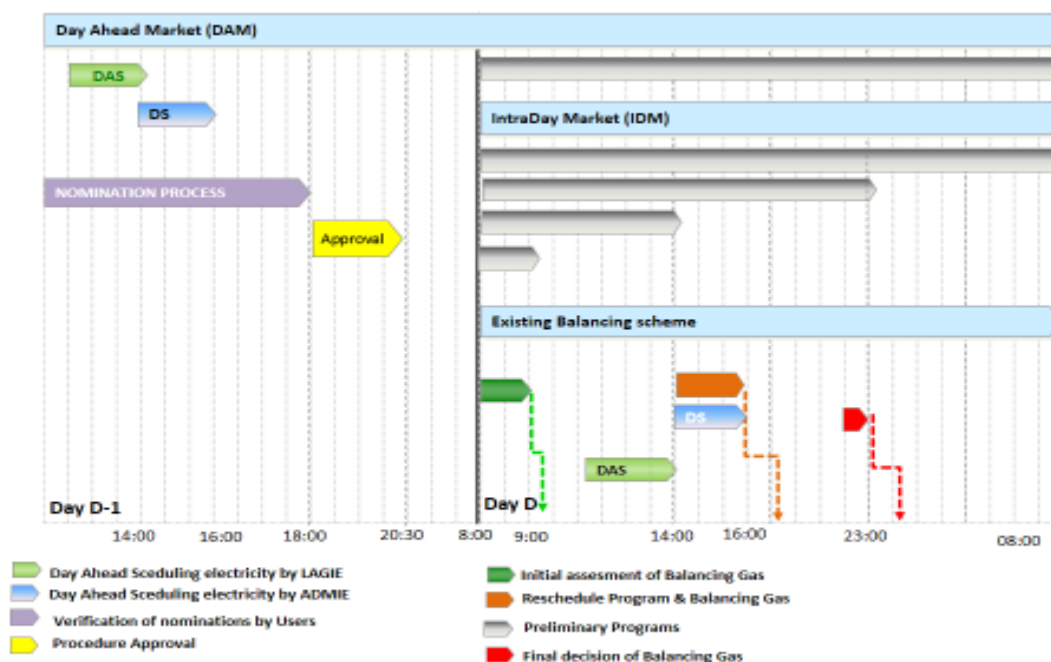 Day Ahead Market (DAM)
DAS
DS
IntraDay Market (IDM)
NOMINATION PROCESS
Approval
Existing Balancing scheme
DS
DAS
Day D-1
Day D
14:00
16:00
18:00
20:30
8:00
9:00
14:00
16:00
23:00
08:00
Day Ahead Sceduling electricity by LAGIE
Day Ahead Sceduling electricity by ADMIE
Verification of nominations by Users
Procedure Approval
Initial assesment of Balancing Gas
Reschedule Program & Balancing Gas
Preliminary Programs
Final decision of Balancing Gas